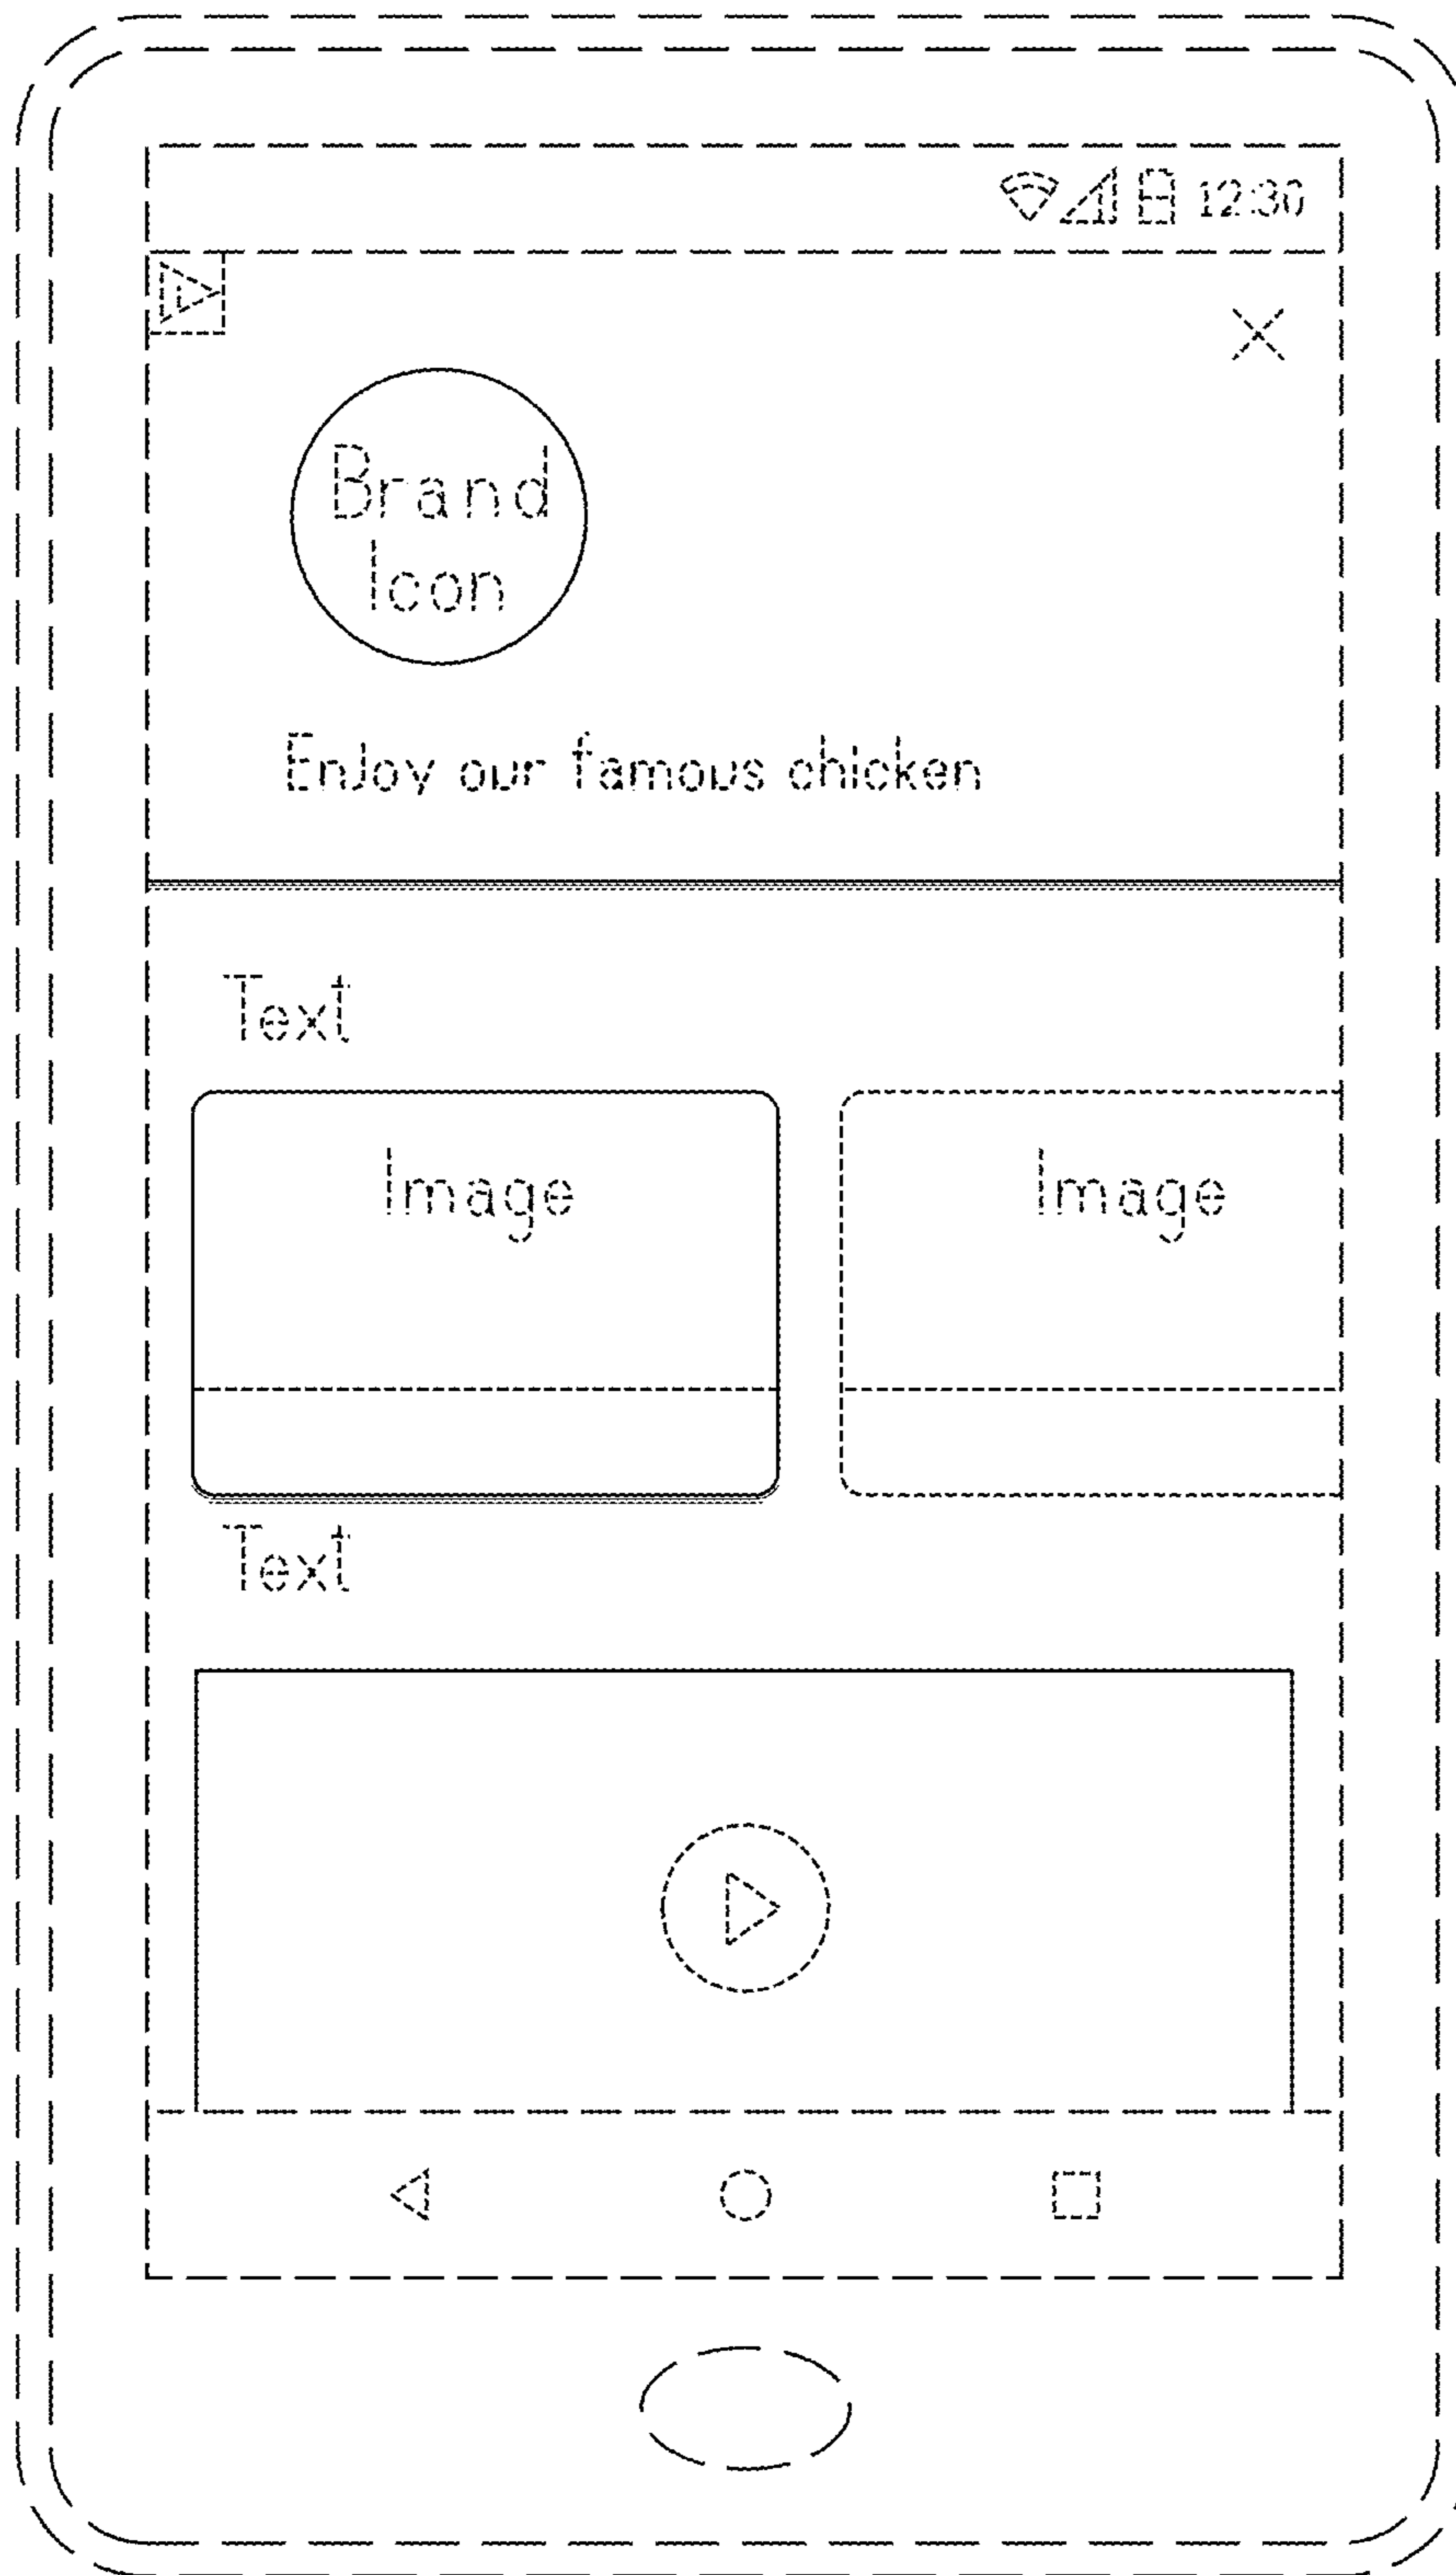 12:30
Brand
Icon
Enjoy our famous chicken
Text
Image Image
Text